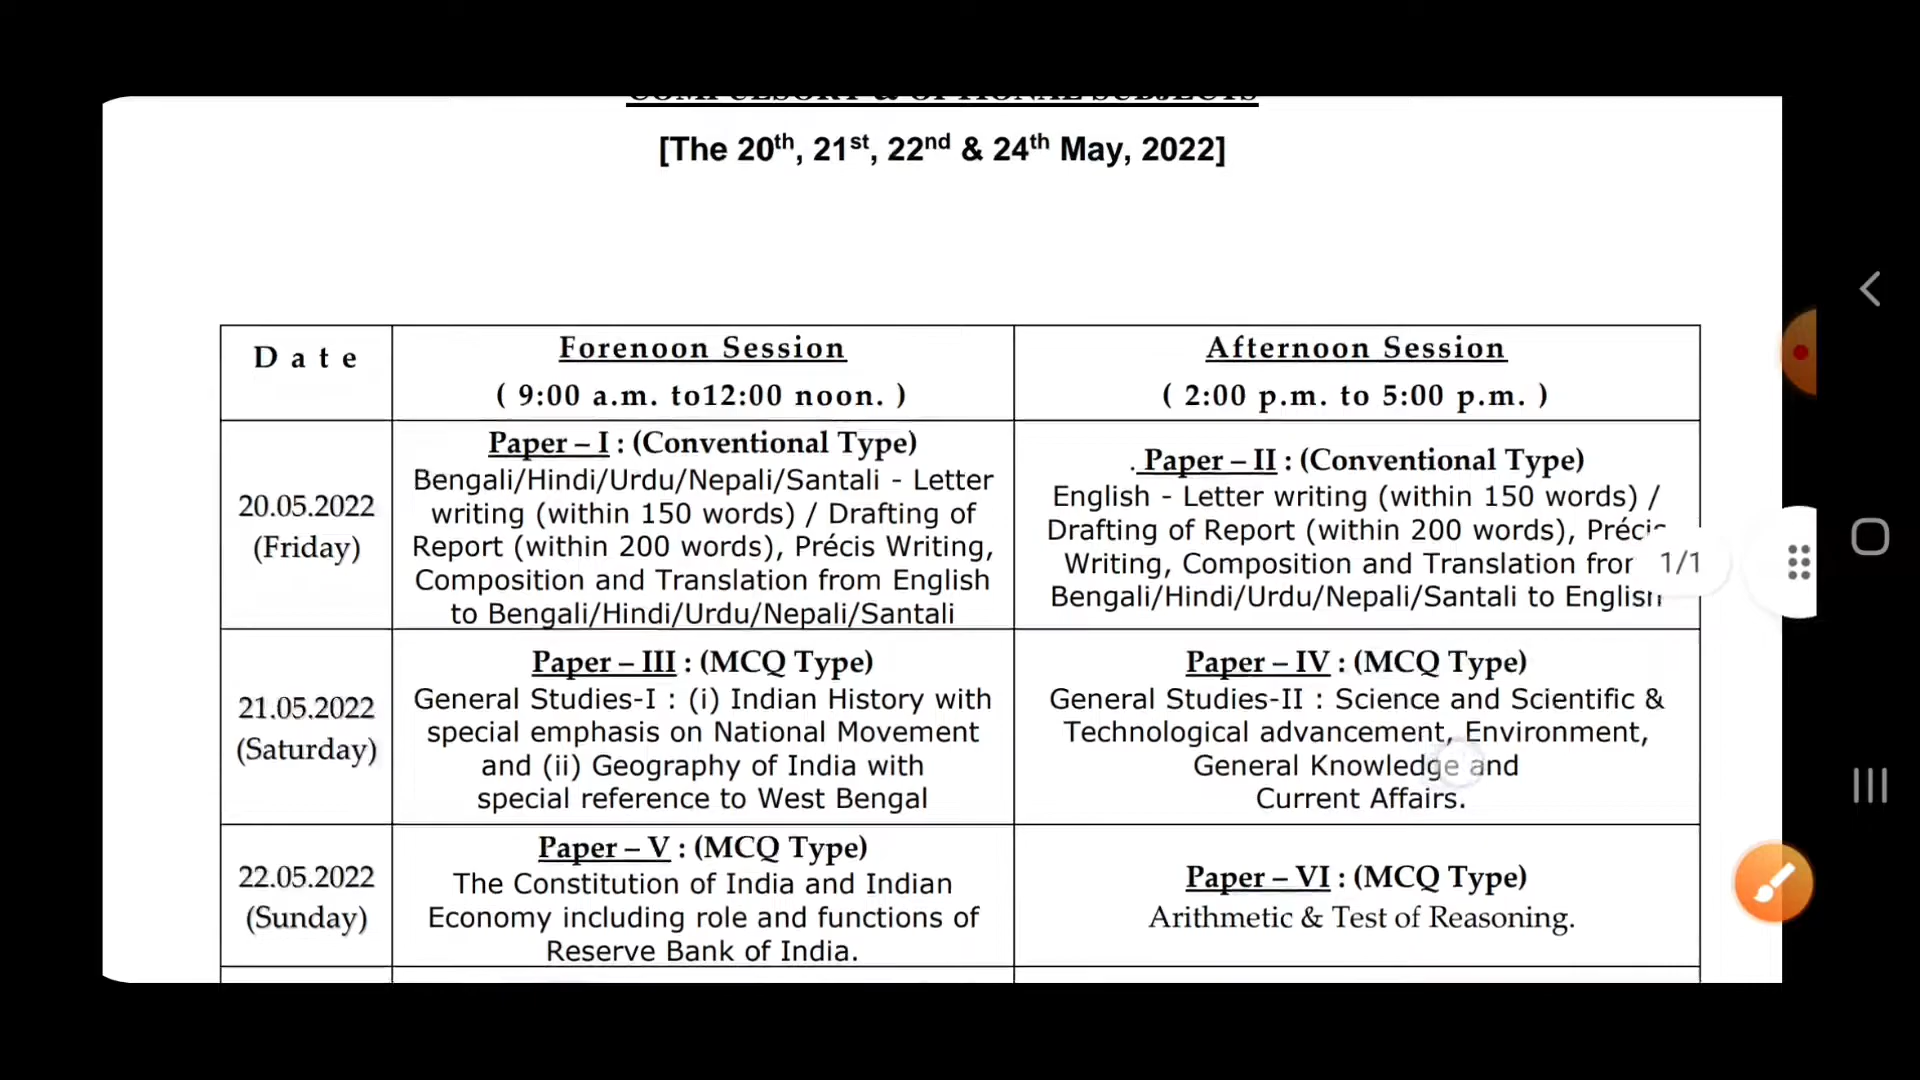 COMPULSORY & OPTIONAL SUBJECTS
[The 20th, 21st, 22nd & 24th May, 2022]
Date
Forenoon Session
( 9:00 a.m. to12:00 noon. )
Afternoon Session
( 2:00 p.m. to 5:00 p.m. )
20.05.2022
(Friday)
Paper – I : (Conventional Type)
Bengali/Hindi/Urdu/Nepali/Santali - Letter
writing (within 150 words) / Drafting of
Report (within 200 words), Précis Writing,
Composition and Translation from English
to Bengali/Hindi/Urdu/Nepali/Santali
. Paper – II : (Conventional Type)
English - Letter writing (within 150 words) /
Drafting of Report (within 200 words), Précis
Writing, Composition and Translation from
Bengali/Hindi/Urdu/Nepali/Santali to English
1/1
21.05.2022
(Saturday)
Paper – III : (MCQ Type)
General Studies-I : (i) Indian History with
special emphasis on National Movement
and (ii) Geography of India with
special reference to West Bengal
Paper – IV : (MCQ Type)
General Studies-II : Science and Scientific &
Technological advancement, Environment,
General Knowledge and
Current Affairs.
22.05.2022
(Sunday)
Paper – V : (MCQ Type)
The Constitution of India and Indian
Economy including role and functions of
Reserve Bank of India.
Paper – VI : (MCQ Type)
Arithmetic & Test of Reasoning.